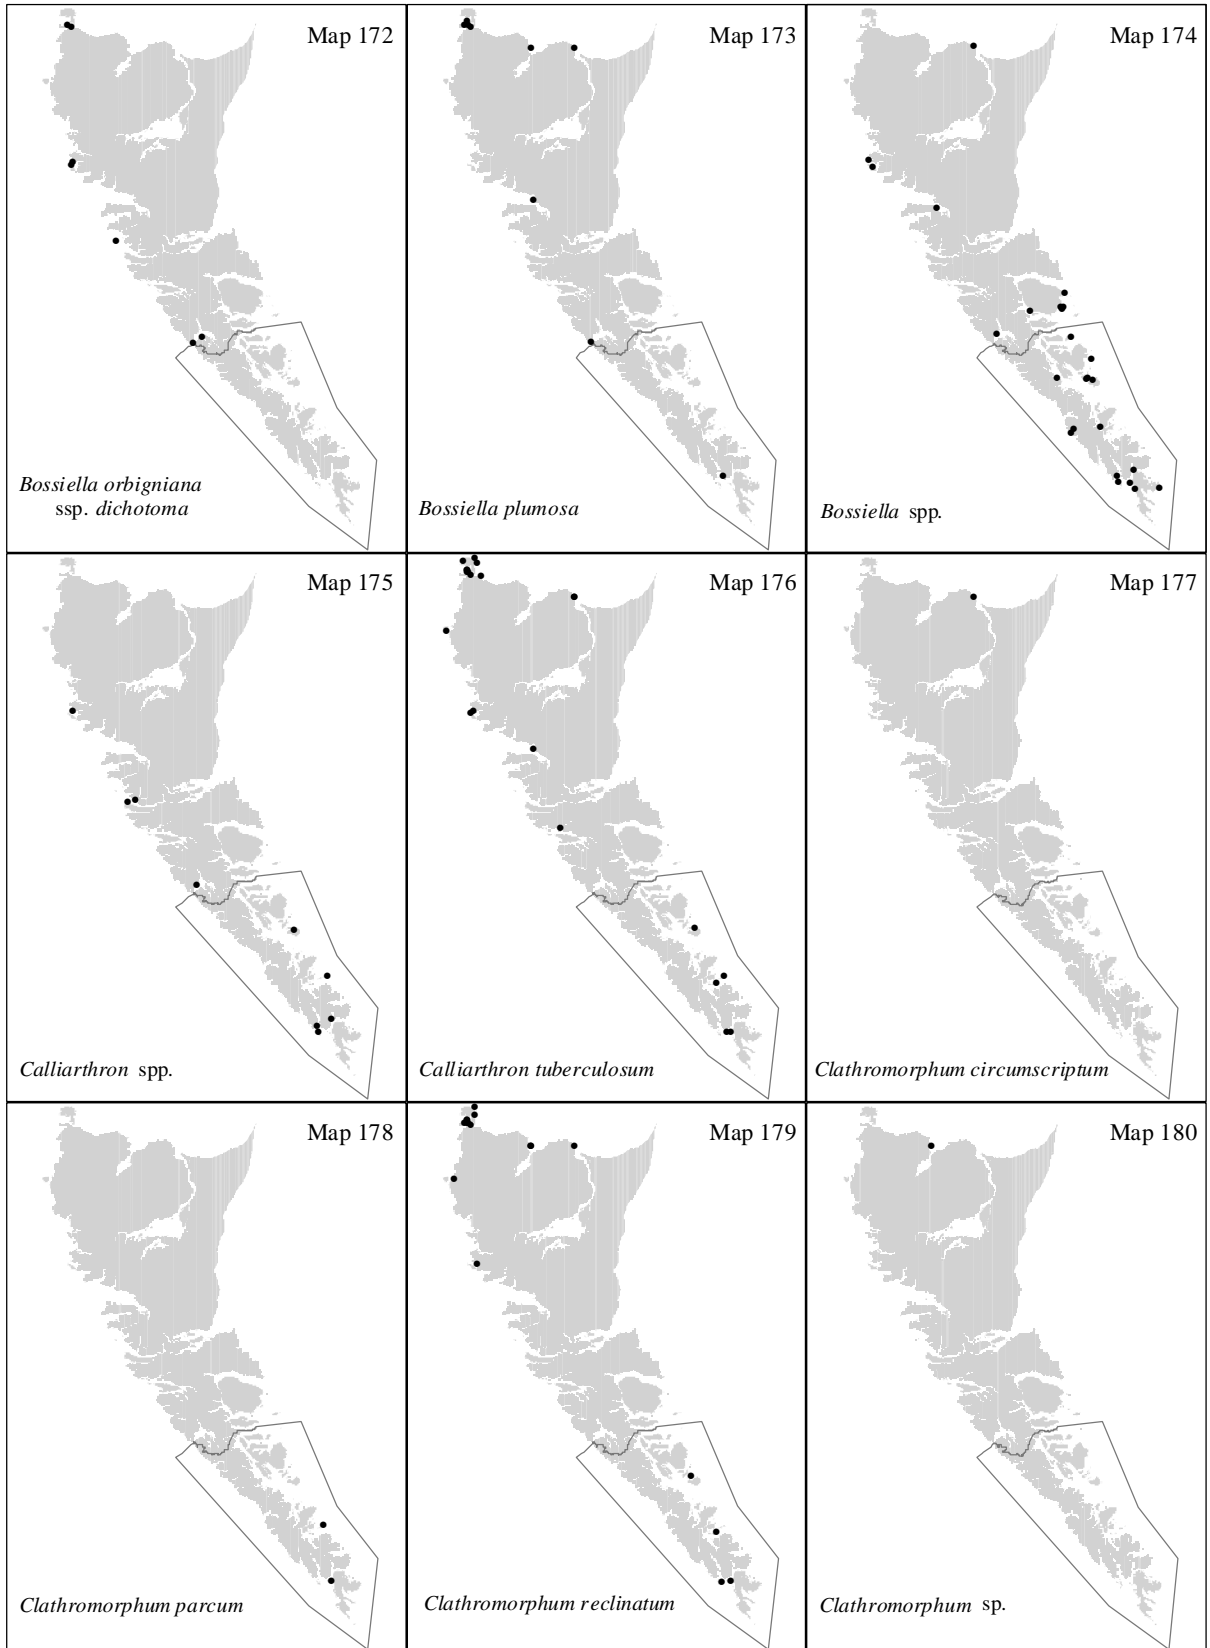 Map 172
Bossiella orbigniana
ssp. dichotoma
Map 173
Bossiella plumosa
Map 174
Bossiella spp.
Map 175
Calliarthron spp.
Map 176
Calliarthron tuberculosum
Map 177
Clathromorphum circumscriptum
Map 178
Clathromorphum parcum
Map 179
Clathromorphum reclinatum
Map 180
Clathromorphum sp.